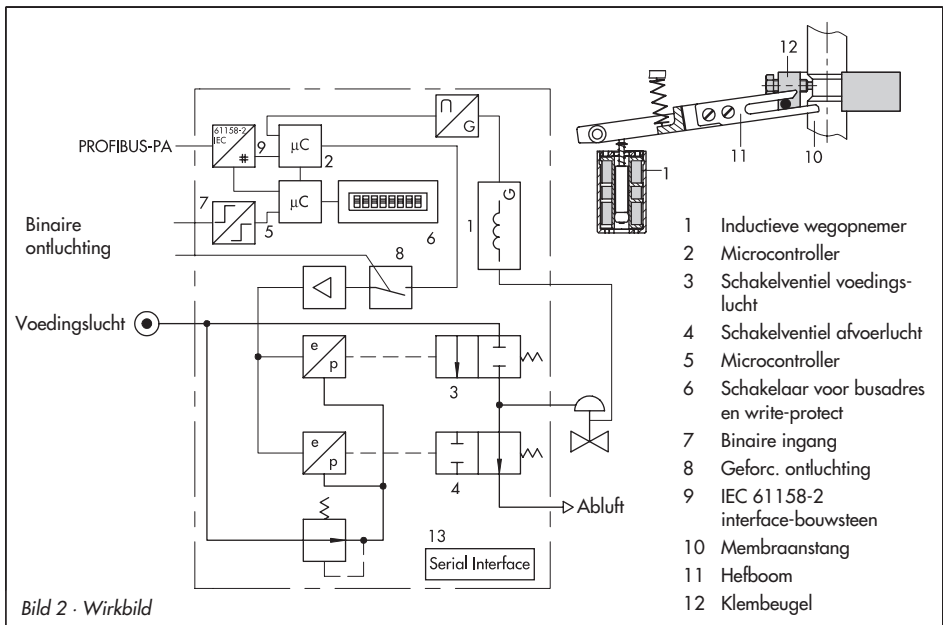 12
11
10
1
∩
G
PROFIBUS-PA
61158-2
IEC
#
9
µC
2
7
µC
5
6
1
G
Binaire
ontluchting
8
Voedingslucht
e
p
3
e
p
4
Abluft
13
Serial Interface
Bild 2 · Wirkbild
1 Inductieve wegopnemer
2 Microcontroller
3 Schakelventiel voedings-
lucht
4 Schakelventiel afvoerlucht
5 Microcontroller
6 Schakelaar voor busadres
en write-protect
7 Binaire ingang
8 Geforc. ontluchting
9 IEC 61158-2
interface-bouwsteen
10 Membraanstang
11 Hefboom
12 Klembeugel